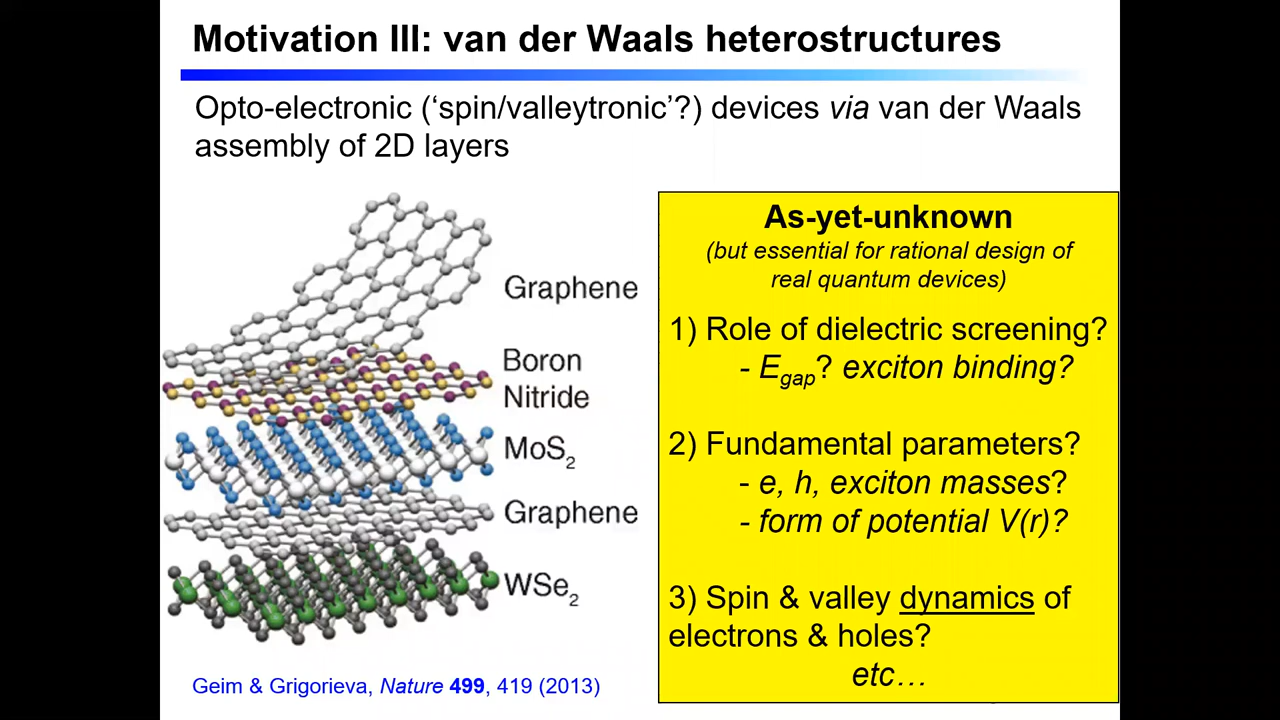 Motivation III: van der Waals heterostructures
Opto-electronic (‘spin/valleytronic’?) devices via van der Waals
assembly of 2D layers
Graphene
Boron
Nitride
MoS₂
Graphene
WSe₂
Geim & Grigorieva, Nature 499, 419 (2013)
As-yet-unknown
(but essential for rational design of
real quantum devices)
1) Role of dielectric screening?
- Egap? exciton binding?
2) Fundamental parameters?
- e, h, exciton masses?
- form of potential V(r)?
3) Spin & valley dynamics of
electrons & holes?
etc…